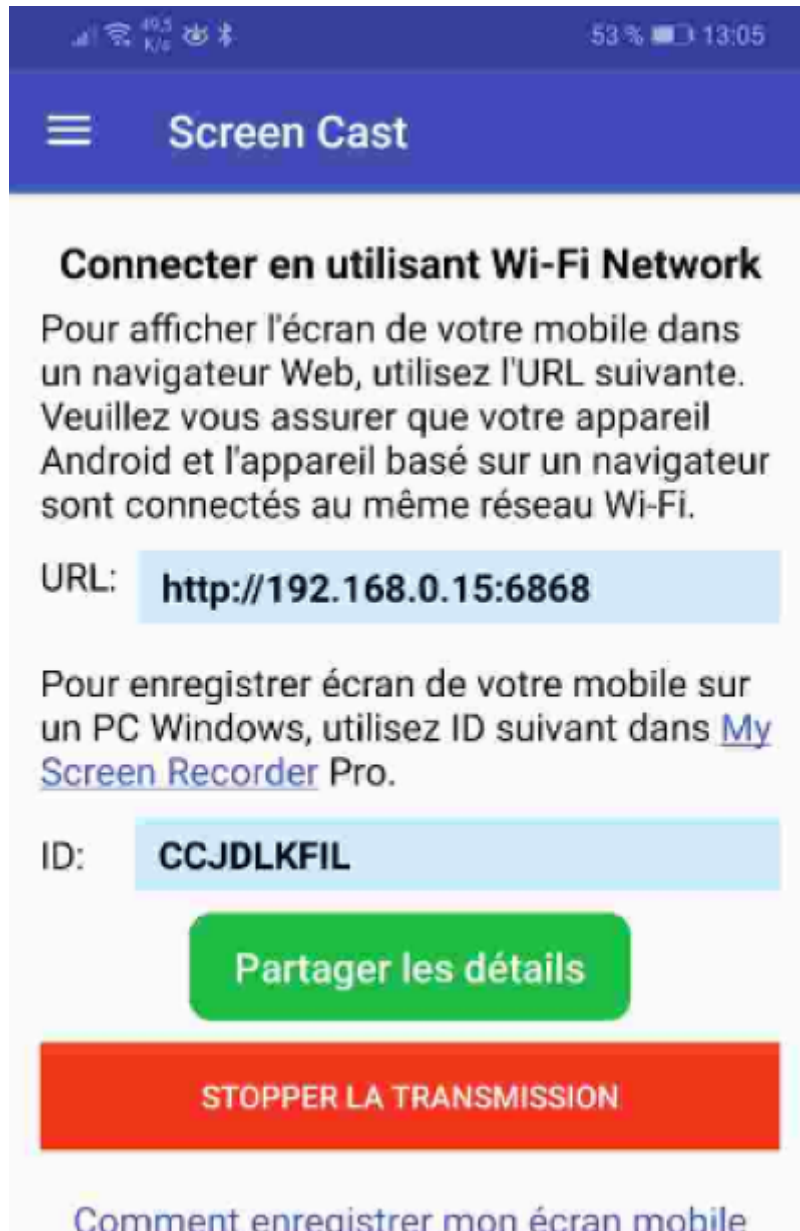 49,5
K/s
53 % 13:05
Screen Cast
Connecter en utilisant Wi-Fi Network
Pour afficher l'écran de votre mobile dans
un navigateur Web, utilisez l'URL suivante.
Veuillez vous assurer que votre appareil
Android et l'appareil basé sur un navigateur
sont connectés au même réseau Wi-Fi.
URL: http://192.168.0.15:6868
Pour enregistrer écran de votre mobile sur
un PC Windows, utilisez ID suivant dans My
Screen Recorder Pro.
ID: CCJDLKFIL
Partager les détails
STOPPER LA TRANSMISSION
Comment enregistrer mon écran mobile